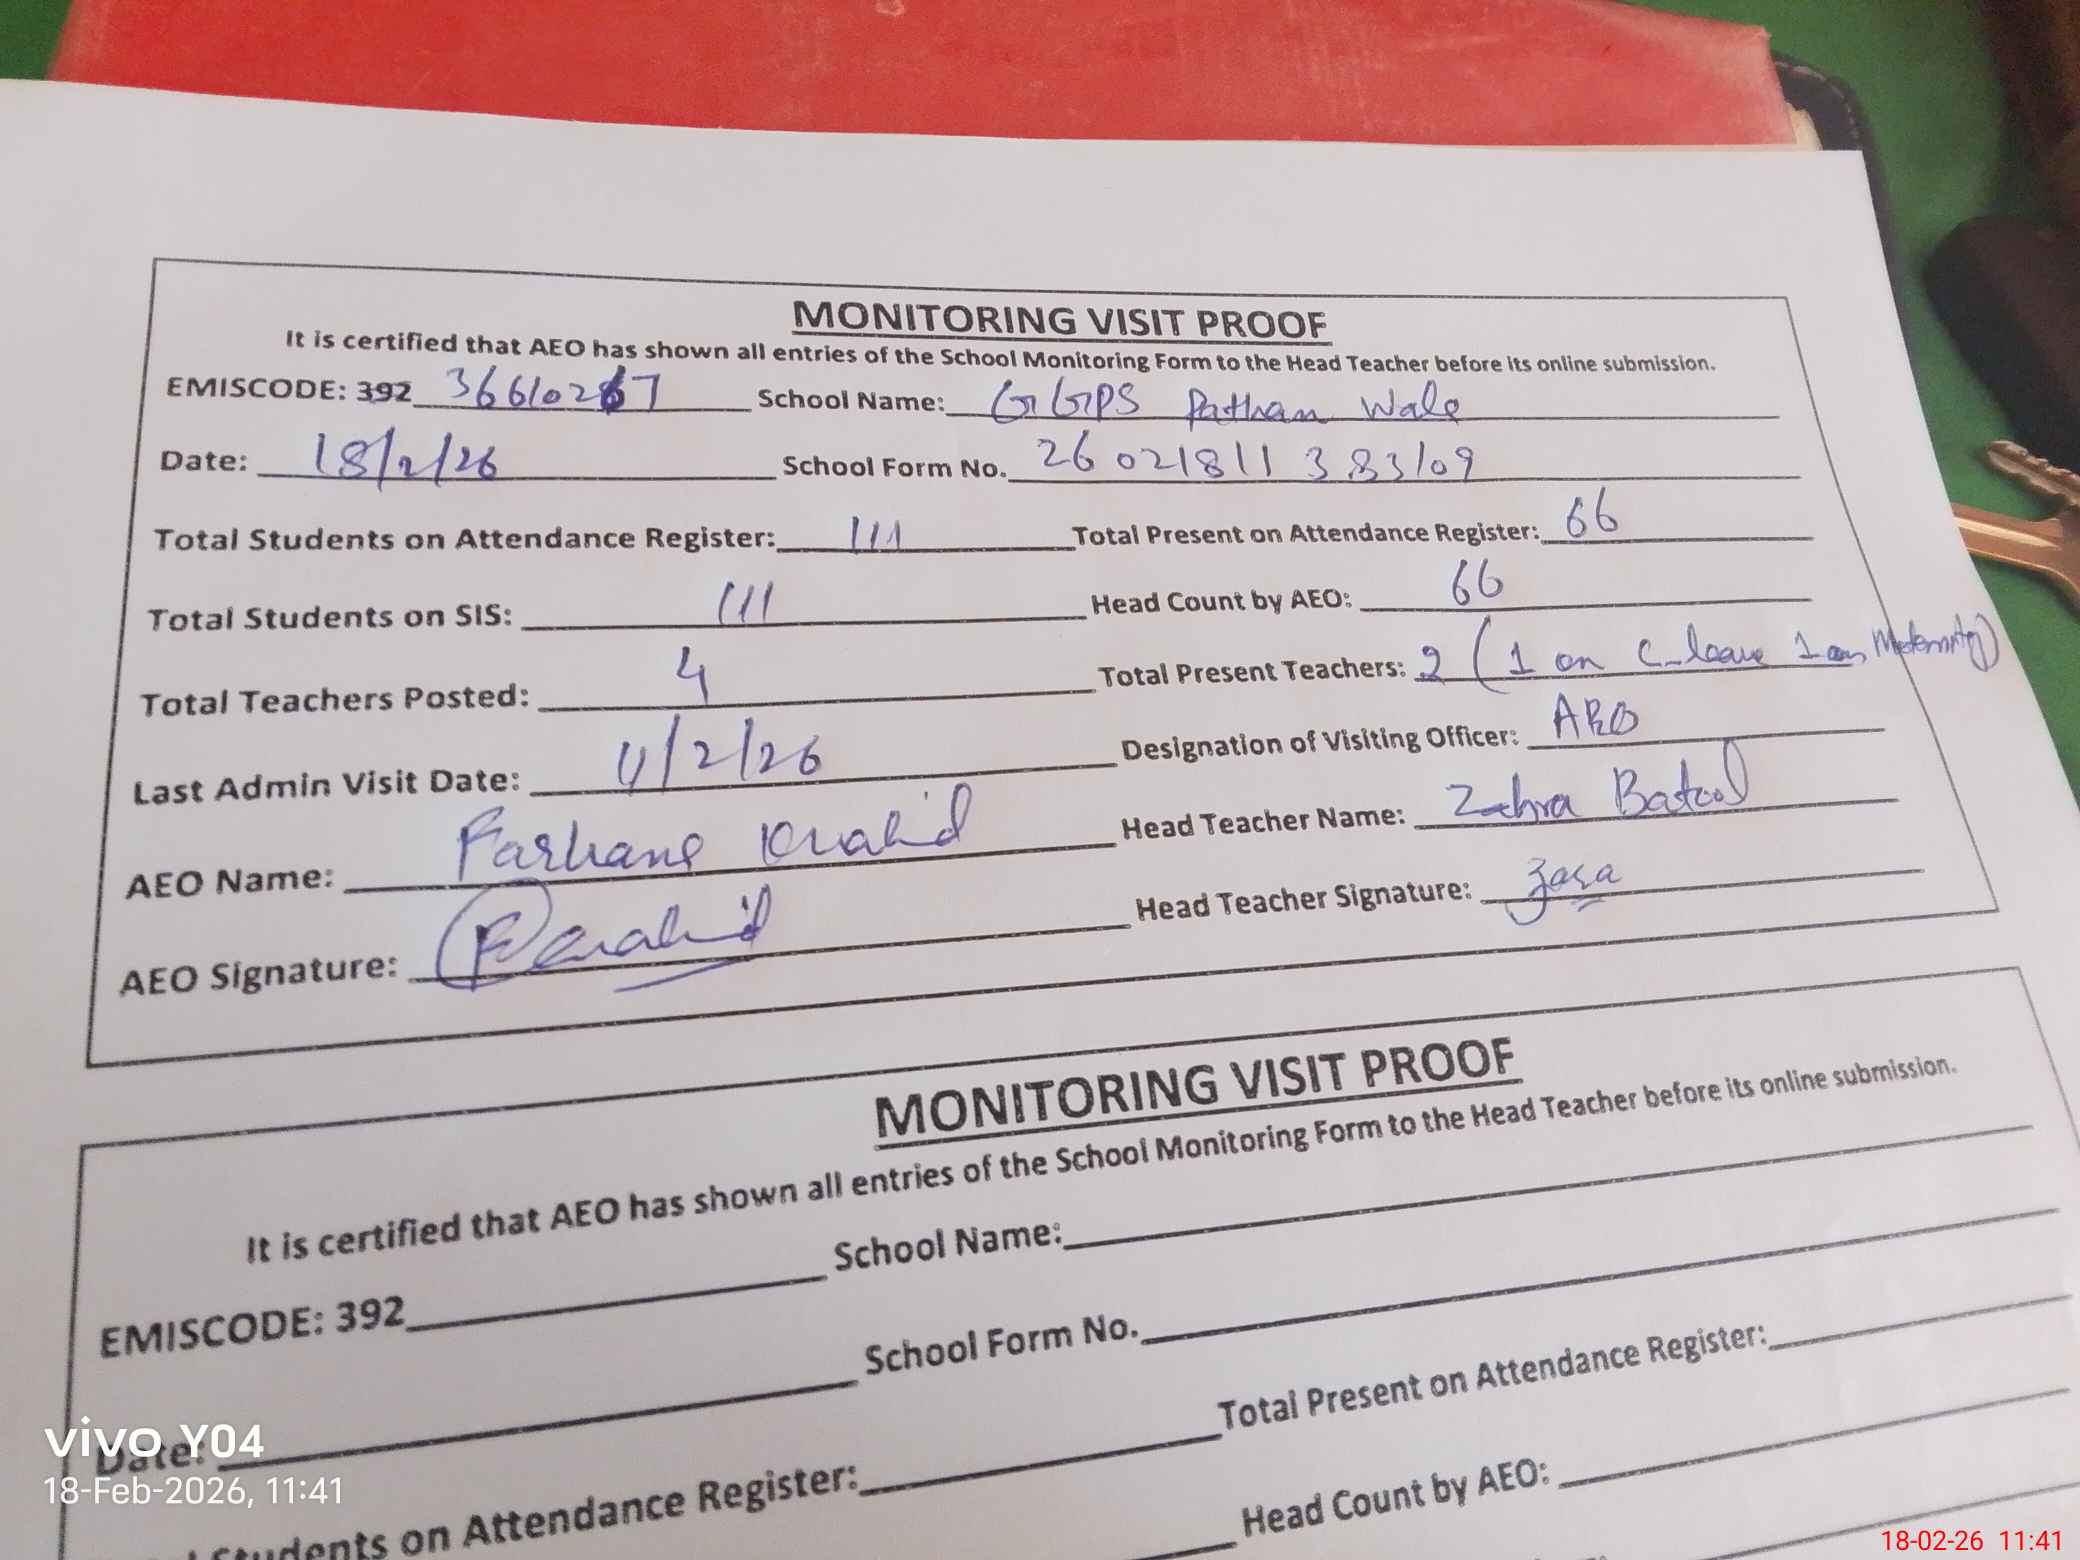 MONITORING VISIT PROOF
It is certified that AEO has shown all entries of the School Monitoring Form to the Head Teacher before its online submission.
EMISCODE: 392 36610267 School Name: GGPS Pathan Wala
Date: 18/2/26 School Form No. 26021811383109
Total Students on Attendance Register: 111 Total Present on Attendance Register: 66
Total Students on SIS: 111 Head Count by AEO: 66
Total Teachers Posted: 4 Total Present Teachers: 2 (1 on C-leave 1 on Maternity)
Last Admin Visit Date: 4/2/26 Designation of Visiting Officer: AEO
AEO Name: Farhana Khalid Head Teacher Name: Zahra Batool
AEO Signature: Head Teacher Signature: Zara
MONITORING VISIT PROOF
It is certified that AEO has shown all entries of the School Monitoring Form to the Head Teacher before its online submission.
EMISCODE: 392 School Name:
Date: School Form No.
Students on Attendance Register: Total Present on Attendance Register:
Head Count by AEO:
vivo Y04
18-Feb-2026, 11:41
18-02-26 11:41